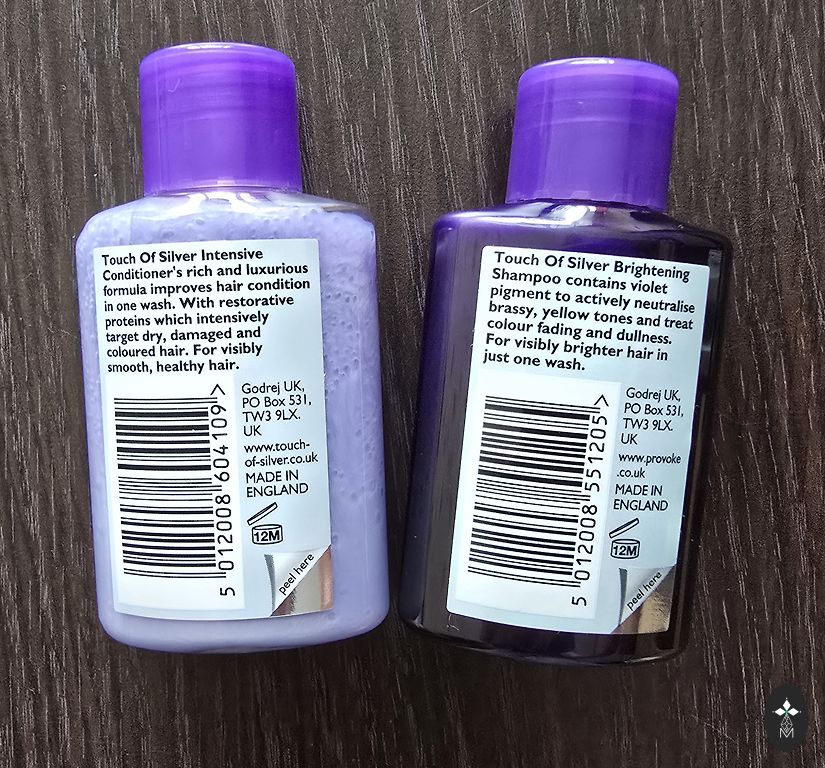 Touch Of Silver Intensive
Conditioner's rich and luxurious
formula improves hair condition
in one wash. With restorative
proteins which intensively
target dry, damaged and
coloured hair. For visibly
smooth, healthy hair.
5 012008 604109 >
Godrej UK,
PO Box 531,
TW3 9LX.
UK
www.touch-
of-silver.co.uk
MADE IN
ENGLAND
12M
peel here
Touch Of Silver Brightening
Shampoo contains violet
pigment to actively neutralise
brassy, yellow tones and treat
colour fading and dullness.
For visibly brighter hair in
just one wash.
5 012008 551205 >
Godrej UK,
PO Box 531,
TW3 9LX.
UK
www.provoke
.co.uk
MADE IN
ENGLAND
12M
peel here
M